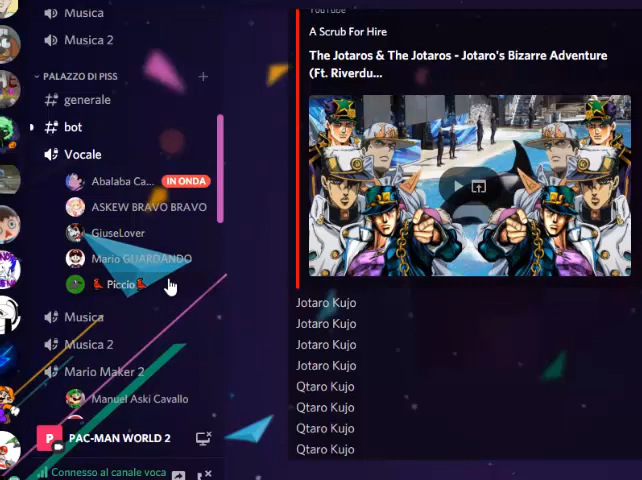 Musica
Musica 2
PALAZZO DI PISS
generale
bot
Vocale
Abalaba Ca...
IN ONDA
ASKEW BRAVO BRAVO
GiuseLover
Mario GUARDANDO
Piccio
Musica
Musica 2
Mario Maker 2
Manuel Aski Cavallo
P PAC-MAN WORLD 2
Connesso al canale voca
YouTube
A Scrub For Hire
The Jotaros & The Jotaros - Jotaro's Bizarre Adventure
(Ft. Riverdu...
Jotaro Kujo
Jotaro Kujo
Jotaro Kujo
Jotaro Kujo
Qtaro Kujo
Qtaro Kujo
Qtaro Kujo
Qtaro Kujo